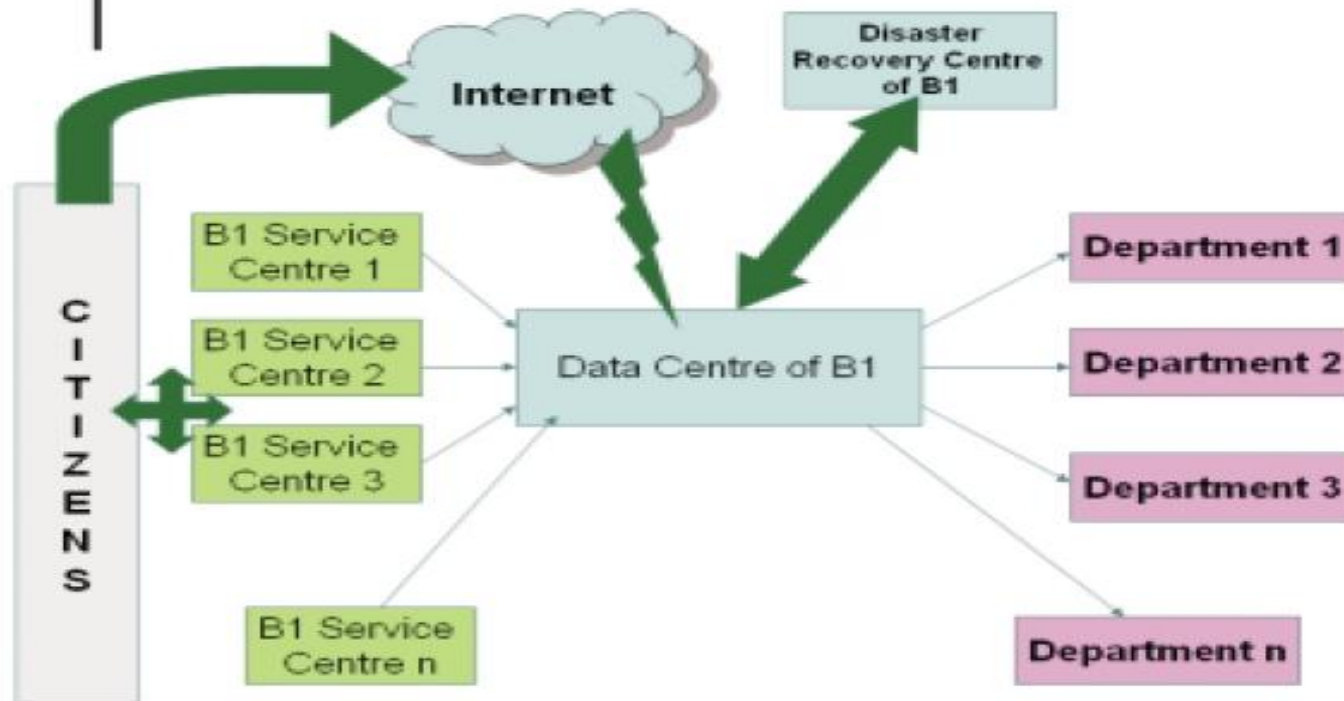 Internet
Disaster
Recovery Centre
of B1
CITIZENS
B1 Service
Centre 1
B1 Service
Centre 2
B1 Service
Centre 3
B1 Service
Centre n
Data Centre of B1
Department 1
Department 2
Department 3
Department n